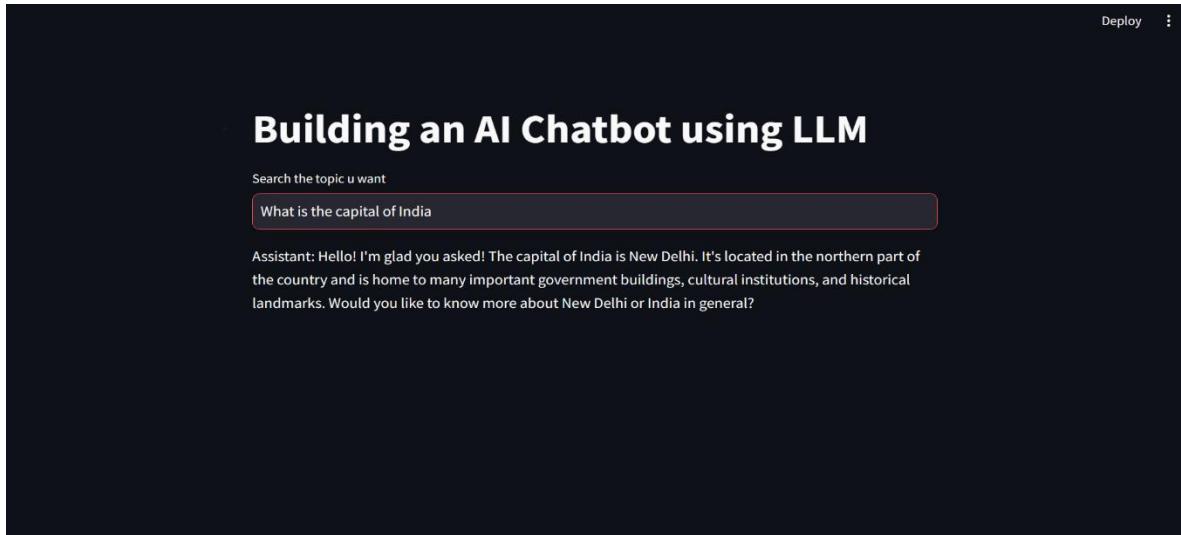 Deploy
Building an AI Chatbot using LLM
Search the topic u want
What is the capital of India
Assistant: Hello! I'm glad you asked! The capital of India is New Delhi. It's located in the northern part of
the country and is home to many important government buildings, cultural institutions, and historical
landmarks. Would you like to know more about New Delhi or India in general?